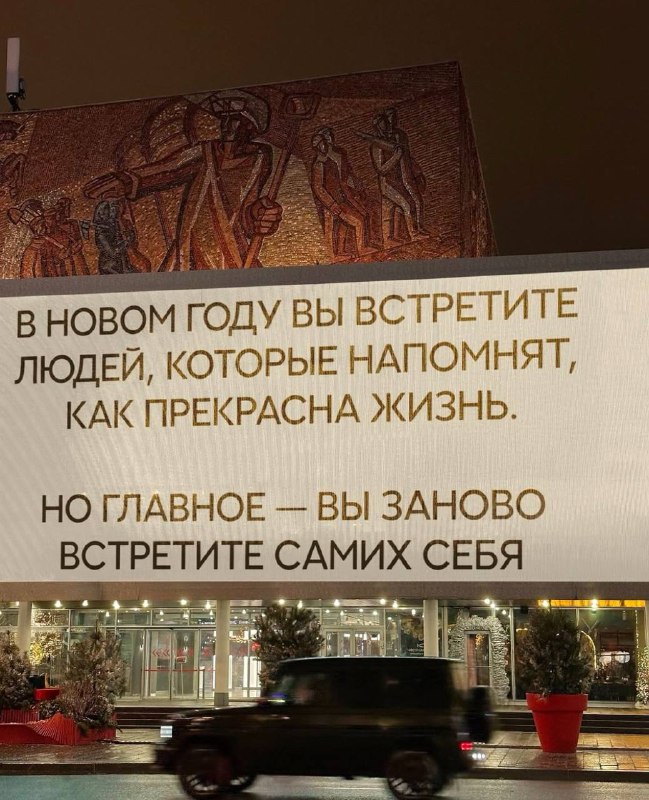 В НОВОМ ГОДУ ВЫ ВСТРЕТИТЕ
ЛЮДЕЙ, КОТОРЫЕ НАПОМНЯТ,
КАК ПРЕКРАСНА ЖИЗНЬ.
НО ГЛАВНОЕ — ВЫ ЗАНОВО
ВСТРЕТИТЕ САМИХ СЕБЯ